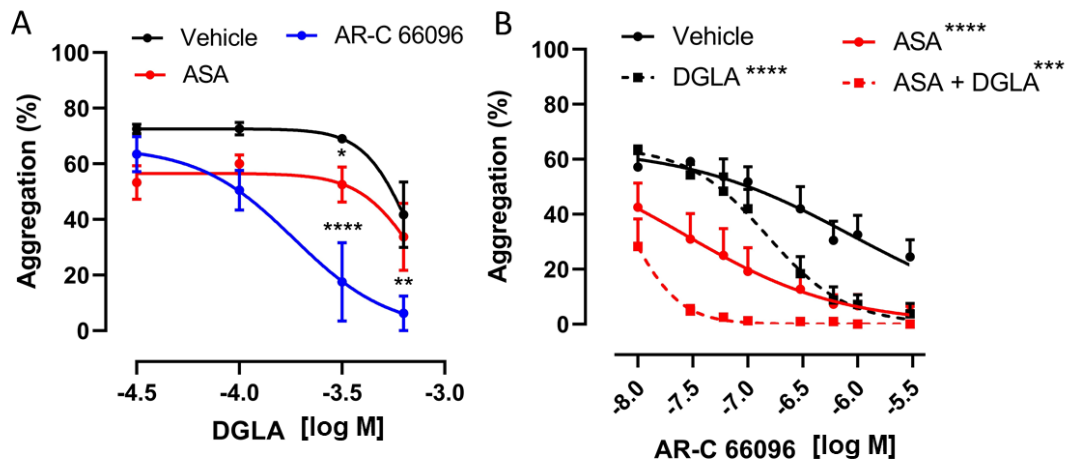 A
Vehicle
AR-C 66096
ASA
Aggregation (%)
100
80
60
40
20
0
*
****
**
-4.5
-4.0
-3.5
-3.0
DGLA [log M]
B
Vehicle
ASA****
DGLA****
ASA + DGLA***
Aggregation (%)
100
80
60
40
20
0
-8.0
-7.5
-7.0
-6.5
-6.0
-5.5
AR-C 66096 [log M]